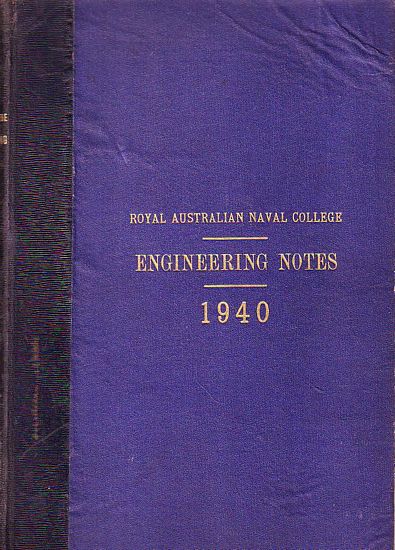 ROYAL AUSTRALIAN NAVAL COLLEGE
ENGINEERING NOTES
1940